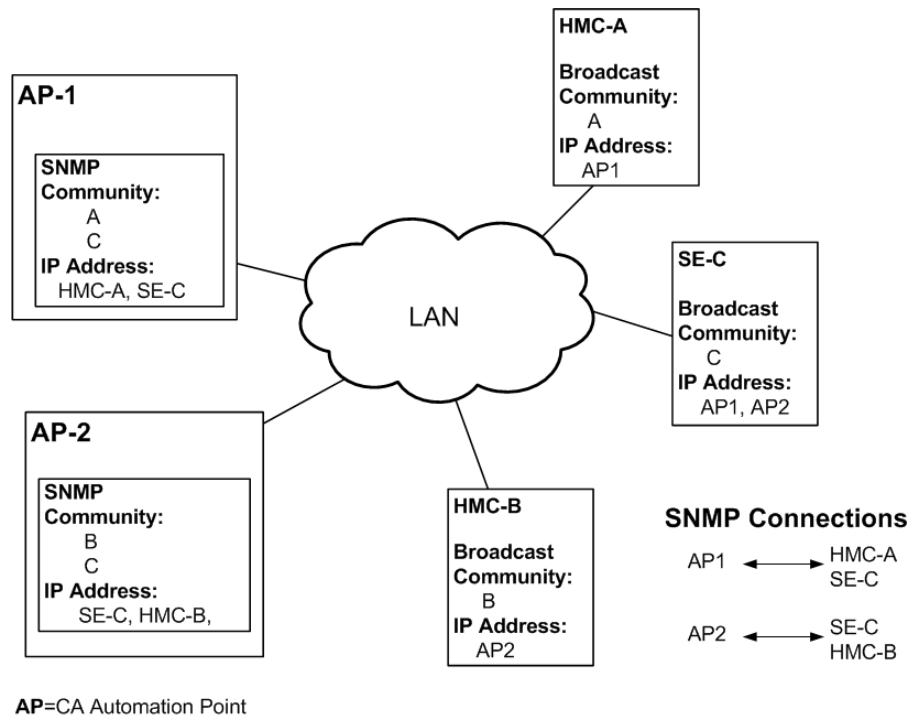 HMC-A
Broadcast
Community:
A
IP Address:
AP1
AP-1
SNMP
Community:
A
C
IP Address:
HMC-A, SE-C
SE-C
Broadcast
Community:
C
IP Address:
AP1, AP2
LAN
AP-2
SNMP
Community:
B
C
IP Address:
SE-C, HMC-B,
HMC-B
Broadcast
Community:
B
IP Address:
AP2
SNMP Connections
AP1 HMC-A
SE-C
AP2 SE-C
HMC-B
AP=CA Automation Point